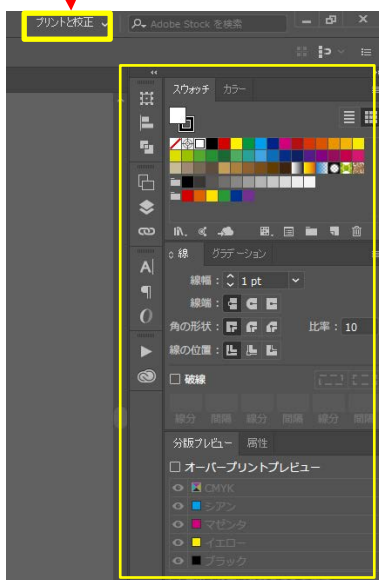 プリントと校正
Adobe Stock を検索
スウォッチ カラー
線 グラデーション
線幅： 1 pt
線端：
角の形状： 比率： 10
線の位置：
破線
線分 間隔 線分 間隔 線分 間隔
分版プレビュー 属性
オーバープリントプレビュー
CMYK
シアン
マゼンタ
イエロー
ブラック